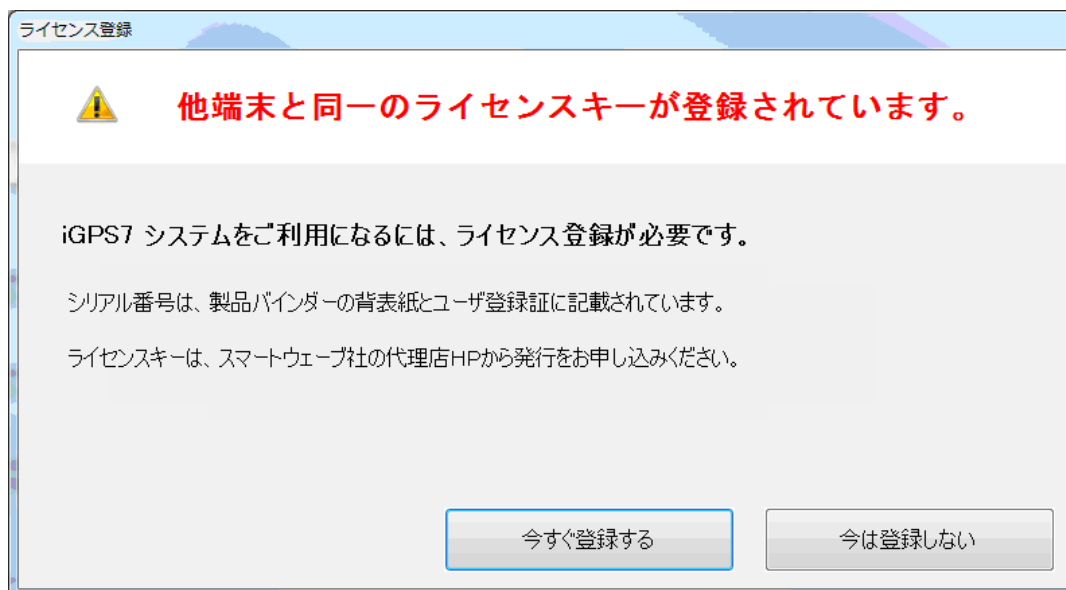 ライセンス登録
他端末と同一のライセンスキーが登録されています。
iGPS7 システムをご利用になるには、ライセンス登録が必要です。
シリアル番号は、製品バインダーの背表紙とユーザ登録証に記載されています。
ライセンスキーは、スマートウェーブ社の代理店HPから発行をお申し込みください。
今すぐ登録する
今は登録しない